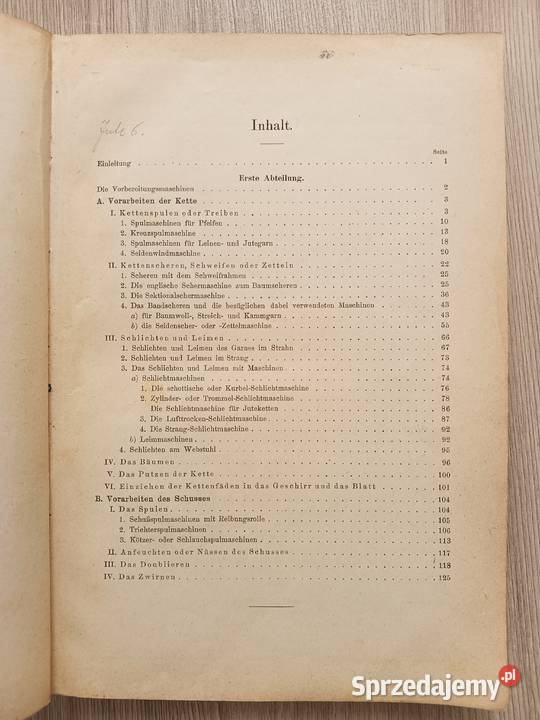 Jute 6.
Inhalt.
Seite
Einleitung 1
Erste Abteilung.
Die Vorbereitungsmaschinen 2
A. Vorarbeiten der Kette 3
I. Kettenspulen oder Treiben 3
1. Spulmaschinen für Pfeifen 10
2. Kreuzspulmaschine 13
3. Spulmaschinen für Leinen- und Jutegarn 18
4. Seidenwindmaschine 20
II. Kettenscheren, Schweifen oder Zetteln 22
1. Scheren mit dem Schweifrahmen 25
2. Die englische Schermaschine zum Baumscheren 25
3. Die Sektionalschermaschine 36
4. Das Bandscheren und die bezüglichen dabei verwendeten Maschinen 43
a) für Baumwoll-, Streich- und Kammgarn 43
b) die Seidenscher- oder -Zettelmaschine 55
III. Schlichten und Leimen 66
1. Schlichten und Leimen des Garnes im Strähn 67
2. Schlichten und Leimen im Strang 73
3. Das Schlichten und Leimen mit Maschinen 74
a) Schlichtmaschinen 74
1. Die schottische oder Kurbel-Schlichtmaschine 76
2. Zylinder- oder Trommel-Schlichtmaschine 78
Die Schlichtmaschine für Juteketten 86
3. Die Lufttrocken-Schlichtmaschine 87
4. Die Strang-Schlichtmaschine 92
b) Leimmaschinen 92
4. Schlichten am Webstuhl 95
IV. Das Bäumen 96
V. Das Putzen der Kette 100
VI. Einziehen der Kettenfäden in das Geschirr und das Blatt 101
B. Vorarbeiten des Schusses 104
I. Das Spulen 104
1. Schußspulmaschinen mit Reibungsrolle 105
2. Trichterspulmaschinen 106
3. Kötzer- oder Schlauchspulmaschinen 113
II. Anfeuchten oder Nässen des Schusses 117
III. Das Doublieren 118
IV. Das Zwirnen 125
Sprzedajemy.pl